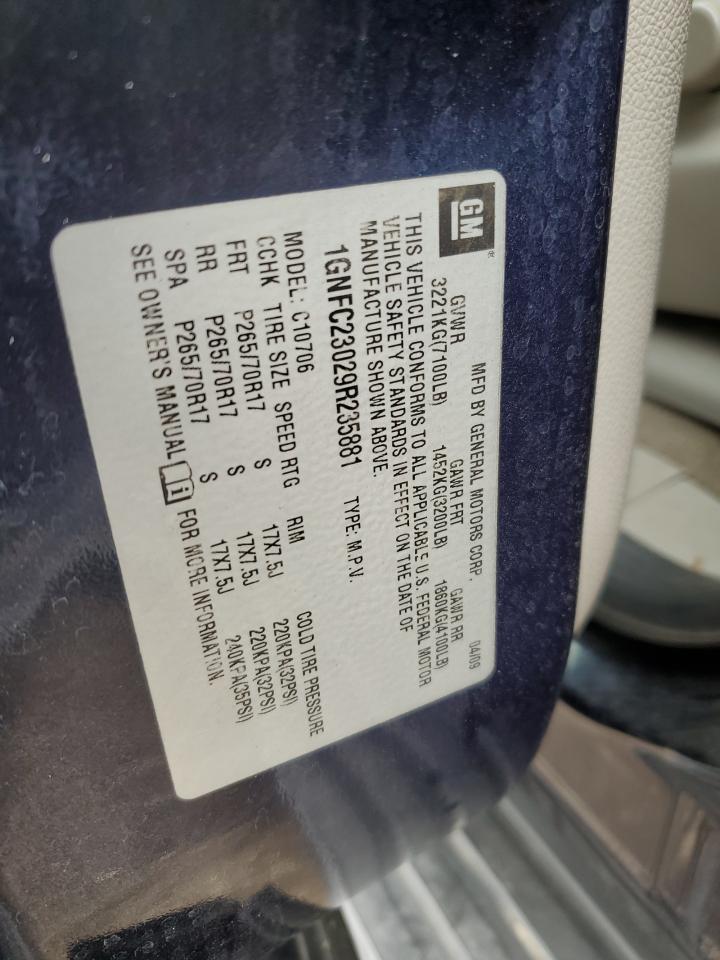 GM®
MFD BY GENERAL MOTORS CORP. 04/09
GVWR GAWR FRT GAWR RR
3221KG(7100LB) 1452KG(3200LB) 1860KG(4100LB)
THIS VEHICLE CONFORMS TO ALL APPLICABLE U.S. FEDERAL MOTOR
VEHICLE SAFETY STANDARDS IN EFFECT ON THE DATE OF
MANUFACTURE SHOWN ABOVE.
1GNFC23029R235881 TYPE: M.P.V.
MODEL: C10706
CCHK TIRE SIZE SPEED RTG RIM COLD TIRE PRESSURE
FRT P265/70R17 S 17X7.5J 220KPA(32PSI)
RR P265/70R17 S 17X7.5J 220KPA(32PSI)
SPA P265/70R17 S 17X7.5J 240KPA(35PSI)
SEE OWNER'S MANUAL i FOR MORE INFORMATION.